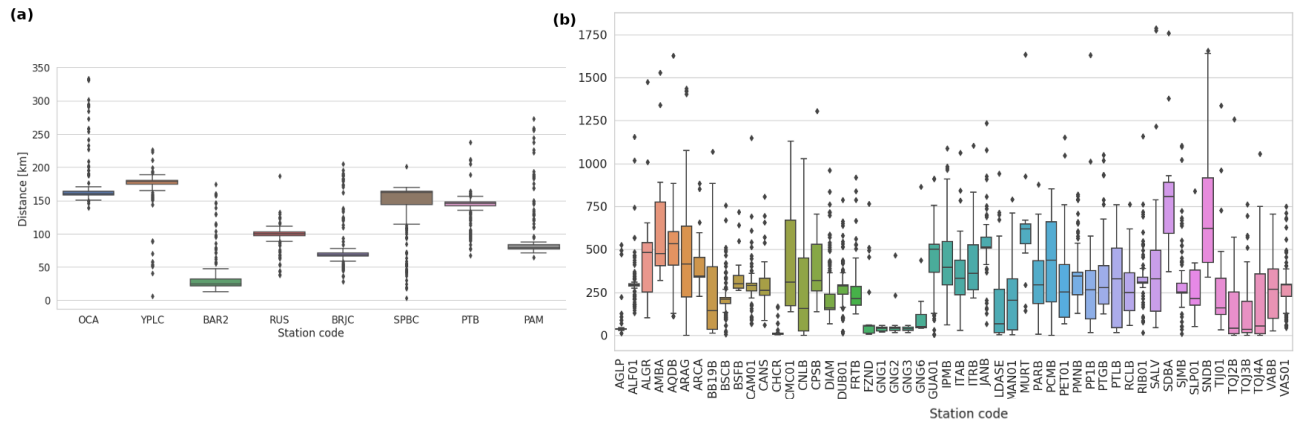 (a)
(b)
Distance [km]
350
300
250
200
150
100
50
0
OCA YPLC BAR2 RUS BRJC SPBC PTB PAM
Station code
1750
1500
1250
1000
750
500
250
0
AGLP ALF01 ALGR AMBA AQDB ARAG ARCA BB19B BSCB BSFB CAM01 CANS CHCR CMC01 CNLB CPSB DIAM DUB01 FRTB FZND GNG1 GNG2 GNG3 GNG6 GUA01 IPMB ITAB ITRB JANB LDASE MAN01 MURT PARB PCMB PET01 PMNB PP1B PTGB PTLB RCLB RIB01 SALV SDBA SJMB SLP01 SNDB TIJ01 TQJ2B TQJ3B TQJ4A VABB VAS01
Station code